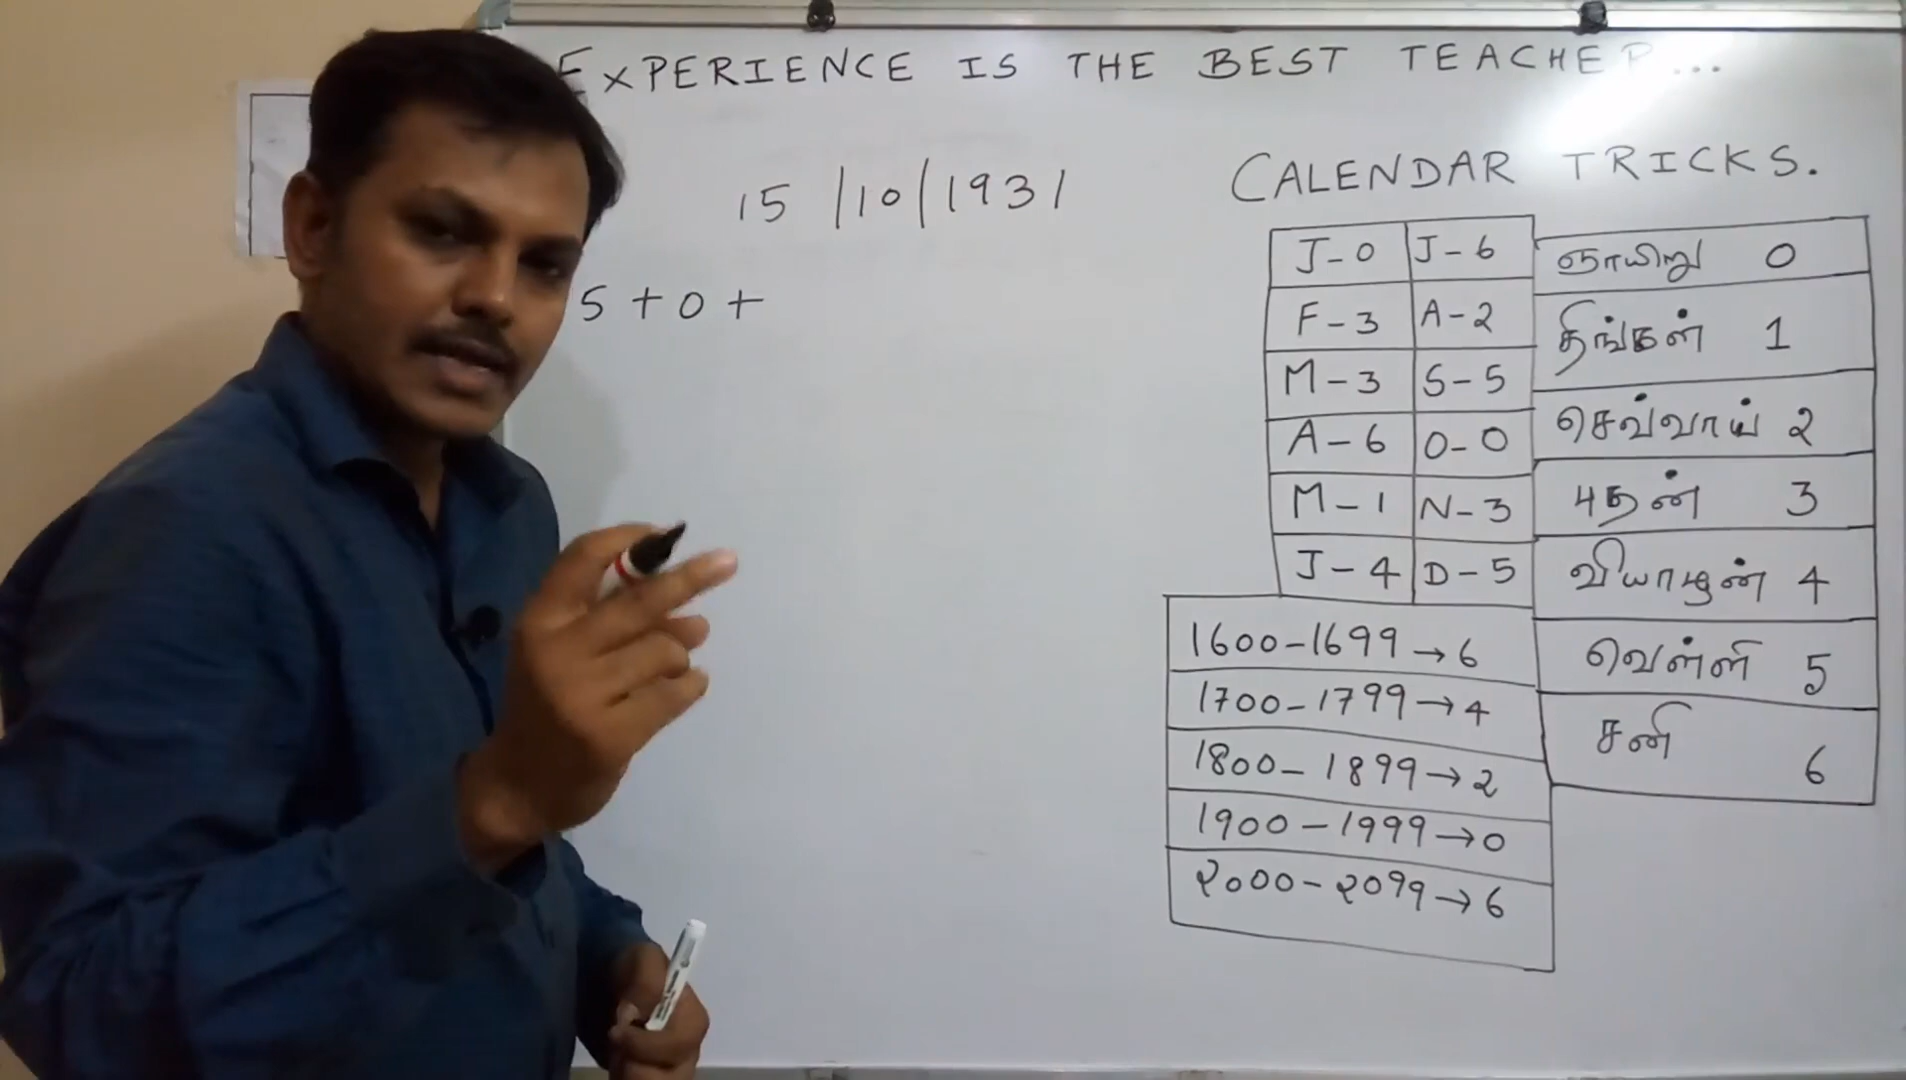 EXPERIENCE IS THE BEST TEACHER...
15/10/1931
5+0+
CALENDAR TRICKS.
J-0 J-6
F-3 A-2
M-3 S-5
A-6 O-0
M-1 N-3
J-4 D-5
ஞாயிறு 0
திங்கள் 1
செவ்வாய் 2
புதன் 3
வியாழன் 4
வெள்ளி 5
சனி 6
1600-1699→6
1700-1799→4
1800-1899→2
1900-1999→0
2000-2099→6